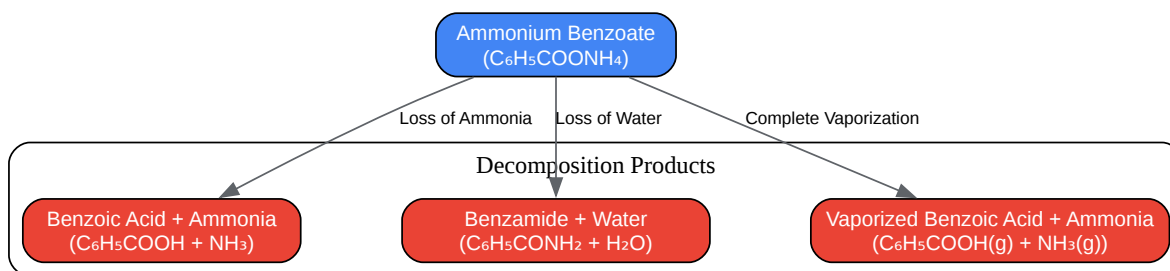 Ammonium Benzoate
(C₆H₅COONH₄)
Loss of Ammonia
Loss of Water
Complete Vaporization
Decomposition Products
Benzoic Acid + Ammonia
(C₆H₅COOH + NH₃)
Benzamide + Water
(C₆H₅CONH₂ + H₂O)
Vaporized Benzoic Acid + Ammonia
(C₆H₅COOH(g) + NH₃(g))